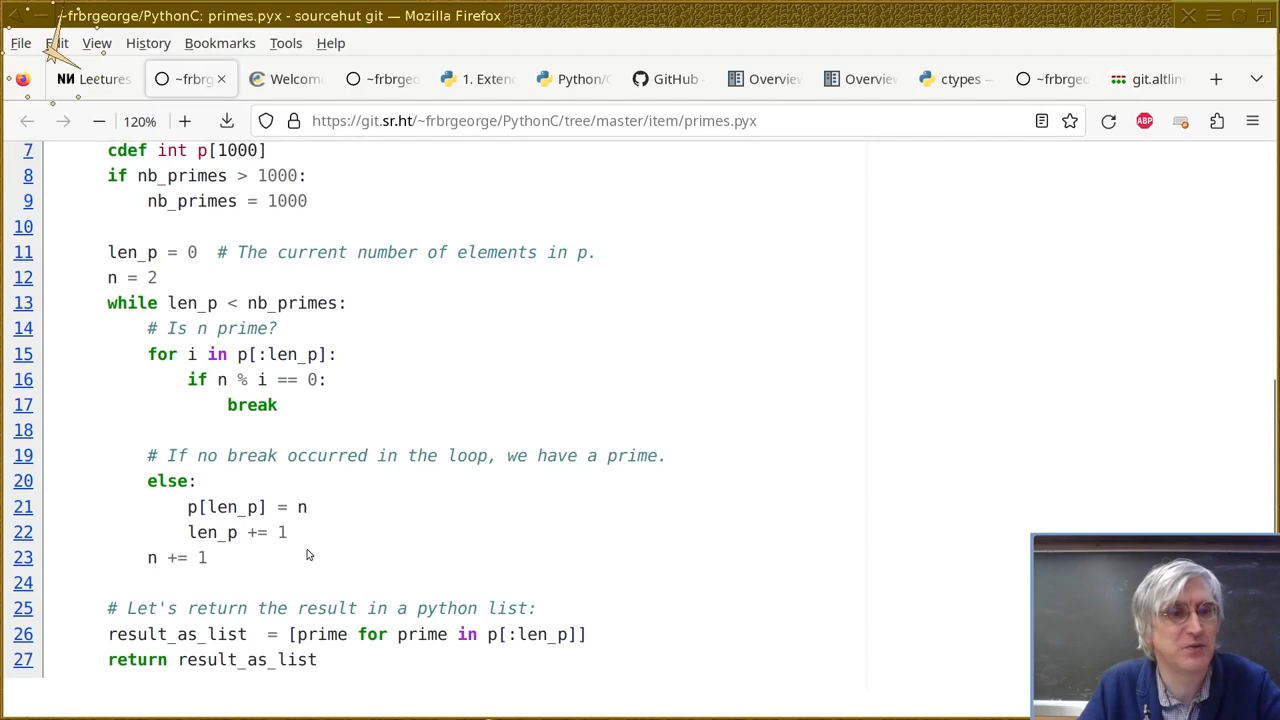 ~frbrgeorge/PythonC: primes.pyx - sourcehut git — Mozilla Firefox
File Edit View History Bookmarks Tools Help
Lectures ~frbrg Welcom ~frbrgeo 1. Exten Python/C GitHub Overview Overview ctypes — ~frbrgeo git.altlin
120% https://git.sr.ht/~frbrgeorge/PythonC/tree/master/item/primes.pyx ABP
7 cdef int p[1000]
8 if nb_primes > 1000:
9 nb_primes = 1000
10
11 len_p = 0 # The current number of elements in p.
12 n = 2
13 while len_p < nb_primes:
14 # Is n prime?
15 for i in p[:len_p]:
16 if n % i == 0:
17 break
18
19 # If no break occurred in the loop, we have a prime.
20 else:
21 p[len_p] = n
22 len_p += 1
23 n += 1
24
25 # Let's return the result in a python list:
26 result_as_list = [prime for prime in p[:len_p]]
27 return result_as_list